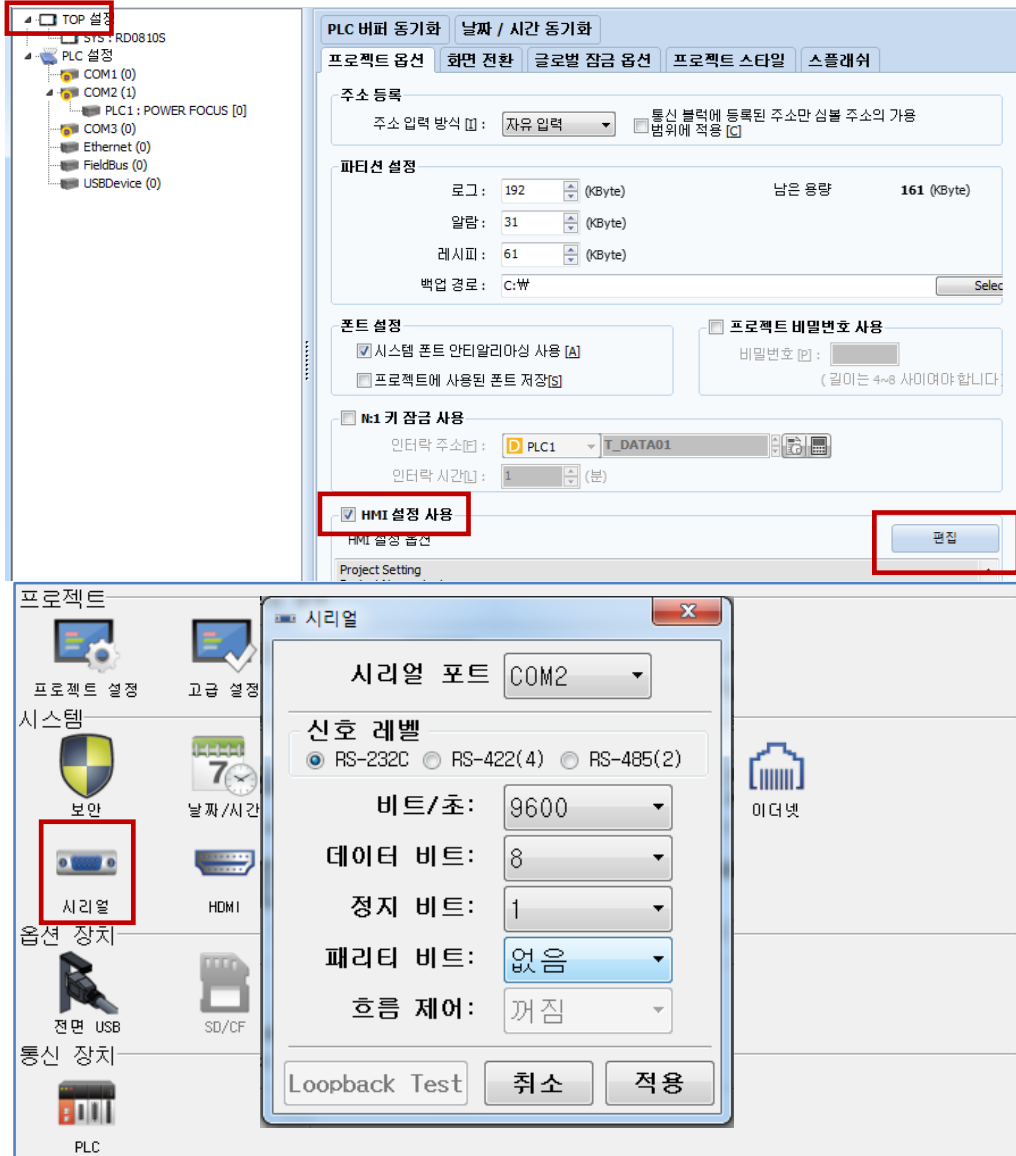 TOP 설정
SYS : RD0810S
PLC 설정
COM1 (0)
COM2 (1)
PLC1 : POWER FOCUS [0]
COM3 (0)
Ethernet (0)
FieldBus (0)
USBDevice (0)
PLC 버퍼 동기화 날짜 / 시간 동기화
프로젝트 옵션 화면 전환 글로벌 잠금 옵션 프로젝트 스타일 스플래쉬
주소 등록
주소 입력 방식 [I] : 자유 입력 통신 블럭에 등록된 주소만 심볼 주소의 가용
범위에 적용 [C]
파티션 설정
로그 : 192 (KByte) 남은 용량 161 (KByte)
알람 : 31 (KByte)
레시피 : 61 (KByte)
백업 경로 : C:₩ Selec
폰트 설정
프로젝트 비밀번호 사용
시스템 폰트 안티알리아싱 사용 [A]
비밀번호 [P] :
프로젝트에 사용된 폰트 저장[S]
( 길이는 4~8 사이여야 합니다
N:1 키 잠금 사용
인터락 주소[F] : D PLC1 T_DATA01
인터락 시간[L] : 1 (분)
HMI 설정 사용
HMI 설정 옵션 편집
Project Setting
프로젝트
프로젝트 설정 고급 설정
시스템
보안 날짜/시간 이더넷
시리얼 HDMI
옵션 장치
전면 USB SD/CF
통신 장치
PLC
시리얼
시리얼 포트 COM2
신호 레벨
RS-232C RS-422(4) RS-485(2)
비트/초: 9600
데이터 비트: 8
정지 비트: 1
패리티 비트: 없음
흐름 제어: 꺼짐
Loopback Test 취소 적용